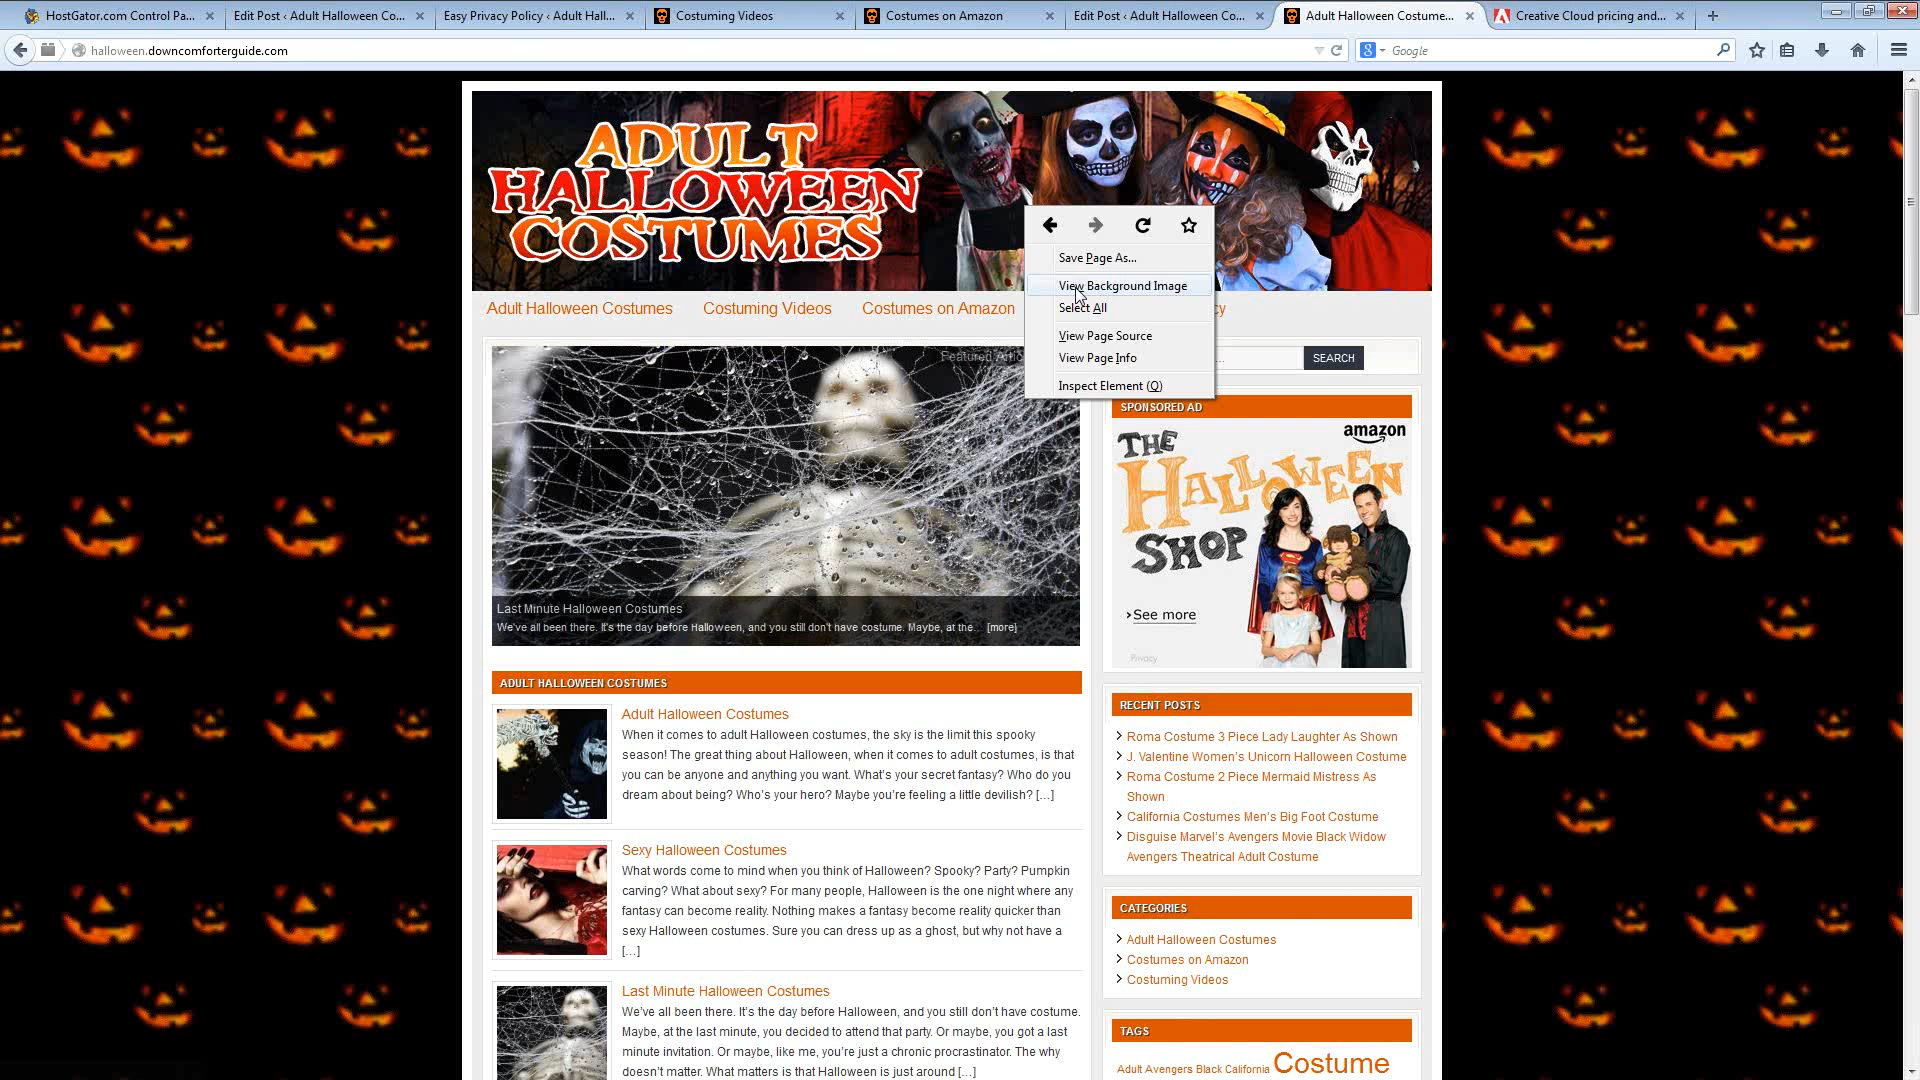 HostGator.com Control Pa...
Edit Post ‹ Adult Halloween Co...
Easy Privacy Policy ‹ Adult Hall...
Costuming Videos
Costumes on Amazon
Edit Post ‹ Adult Halloween Co...
Adult Halloween Costume...
Creative Cloud pricing and...
halloween.downcomforterguide.com
Google
ADULT
HALLOWEEN
COSTUMES
Save Page As...
View Background Image
Select All
View Page Source
View Page Info
Inspect Element (Q)
Adult Halloween Costumes
Costuming Videos
Costumes on Amazon
cy
Featured Artic
... SEARCH
Last Minute Halloween Costumes
We've all been there. It's the day before Halloween, and you still don't have costume. Maybe, at the... [more]
SPONSORED AD
amazon
THE
HALLOWEEN
SHOP
›See more
Privacy
ADULT HALLOWEEN COSTUMES
Adult Halloween Costumes
When it comes to adult Halloween costumes, the sky is the limit this spooky
season! The great thing about Halloween, when it comes to adult costumes, is that
you can be anyone and anything you want. What's your secret fantasy? Who do you
dream about being? Who's your hero? Maybe you're feeling a little devilish? [...]
Sexy Halloween Costumes
What words come to mind when you think of Halloween? Spooky? Party? Pumpkin
carving? What about sexy? For many people, Halloween is the one night where any
fantasy can become reality. Nothing makes a fantasy become reality quicker than
sexy Halloween costumes. Sure you can dress up as a ghost, but why not have a
[...]
Last Minute Halloween Costumes
We've all been there. It's the day before Halloween, and you still don't have costume.
Maybe, at the last minute, you decided to attend that party. Or maybe, you got a last
minute invitation. Or maybe, like me, you're just a chronic procrastinator. The why
doesn't matter. What matters is that Halloween is just around [...]
RECENT POSTS
Roma Costume 3 Piece Lady Laughter As Shown
J. Valentine Women's Unicorn Halloween Costume
Roma Costume 2 Piece Mermaid Mistress As
Shown
California Costumes Men's Big Foot Costume
Disguise Marvel's Avengers Movie Black Widow
Avengers Theatrical Adult Costume
CATEGORIES
Adult Halloween Costumes
Costumes on Amazon
Costuming Videos
TAGS
Adult Avengers Black California Costume